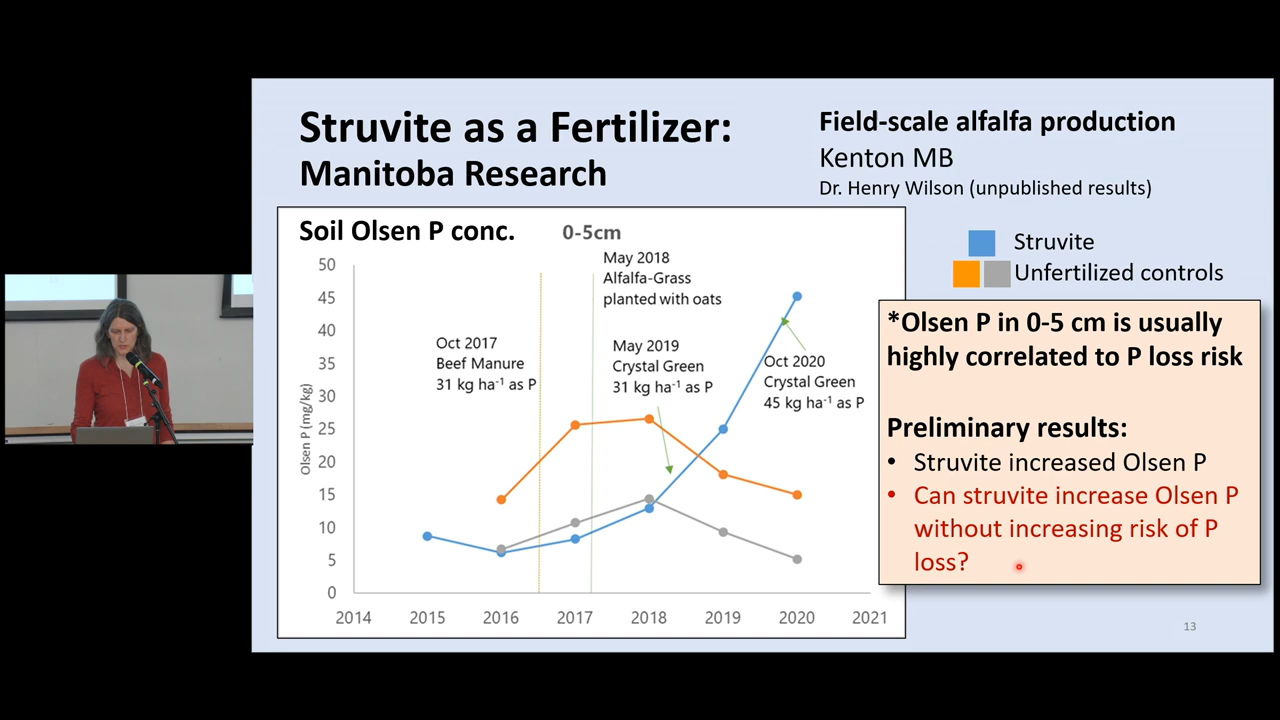 Struvite as a Fertilizer:
Manitoba Research
Field-scale alfalfa production
Kenton MB
Dr. Henry Wilson (unpublished results)
Soil Olsen P conc.
0-5cm
Struvite
Unfertilized controls
May 2018
Alfalfa-Grass
planted with oats
Oct 2017
Beef Manure
31 kg ha⁻¹ as P
May 2019
Crystal Green
31 kg ha⁻¹ as P
Oct 2020
Crystal Green
45 kg ha⁻¹ as P
Olsen P (mg/kg)
50
45
40
35
30
25
20
15
10
5
0
2014 2015 2016 2017 2018 2019 2020 2021
*Olsen P in 0-5 cm is usually
highly correlated to P loss risk
Preliminary results:
• Struvite increased Olsen P
• Can struvite increase Olsen P
without increasing risk of P
loss?
13